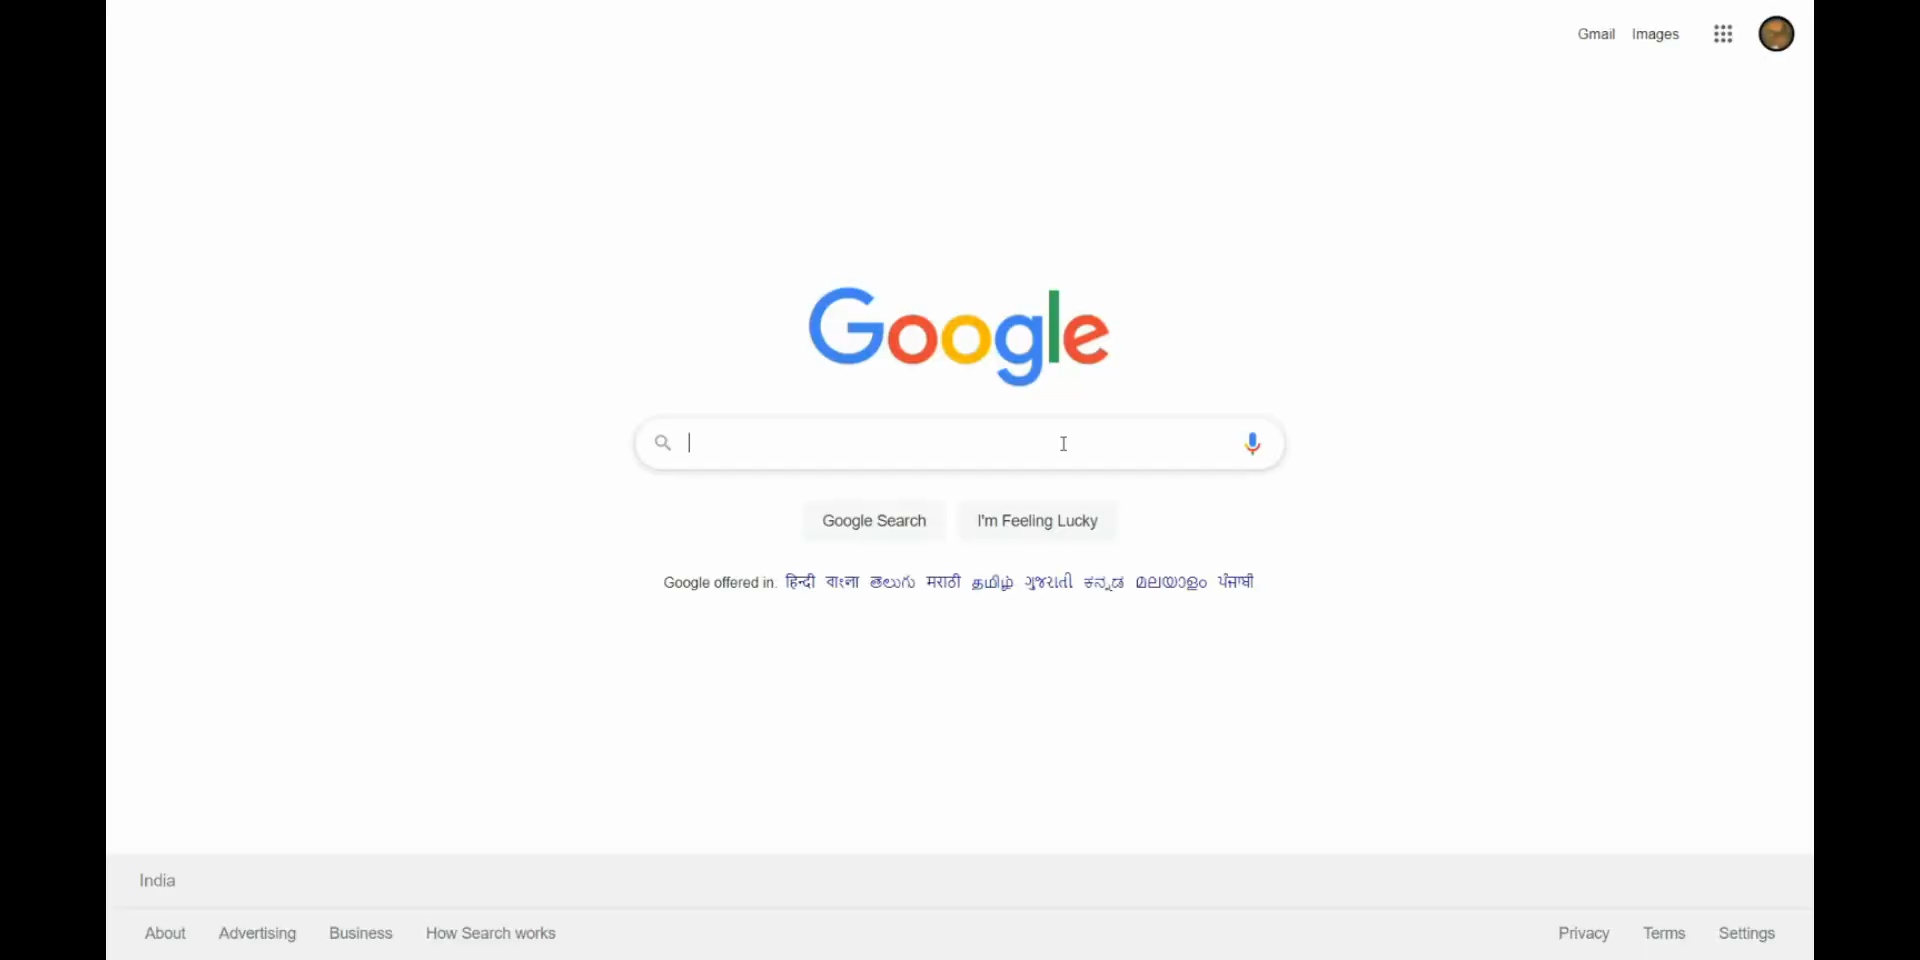 Gmail Images
Google
Google Search I'm Feeling Lucky
Google offered in: हिन्दी বাংলা తెలుగు मराठी தமிழ் ગુજરાતી ಕನ್ನಡ മലയാളം ਪੰਜਾਬੀ
India
About Advertising Business How Search works Privacy Terms Settings